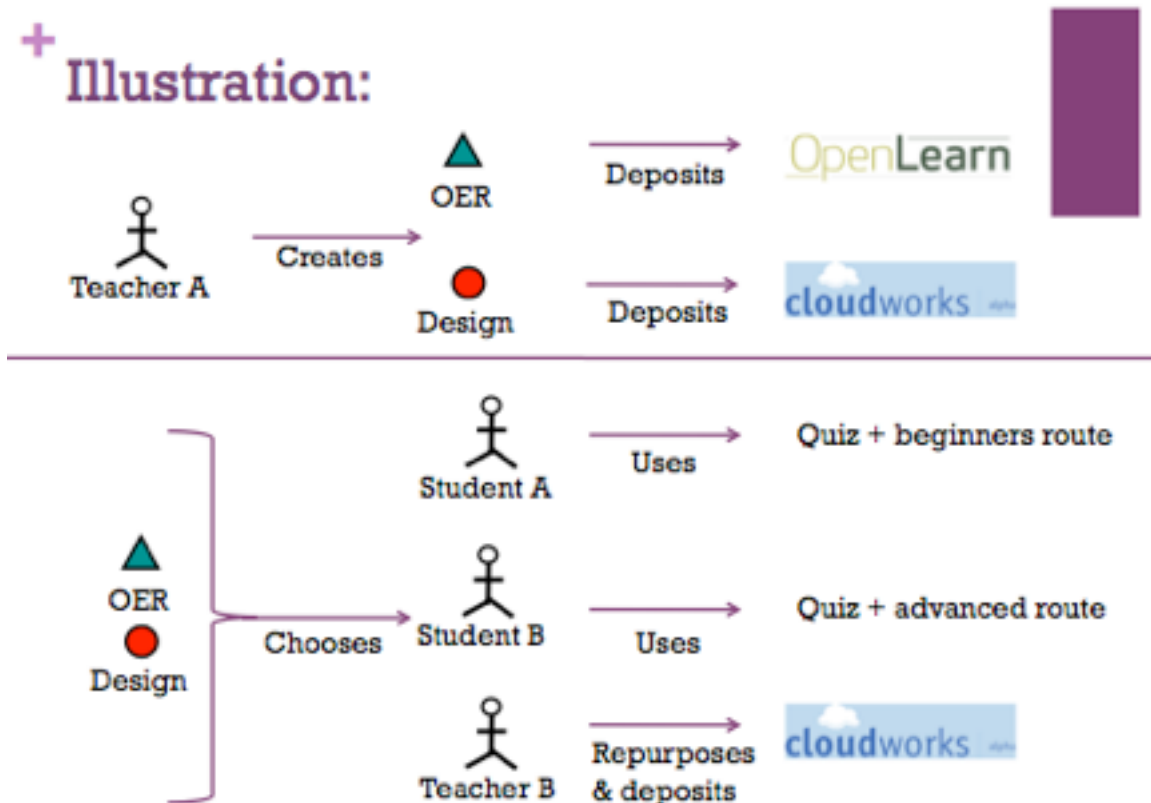 +
Illustration:
OER
Deposits
OpenLearn
Teacher A
Creates
Design
Deposits
cloudworks
Student A
Uses
Quiz + beginners route
OER
Design
Chooses
Student B
Uses
Quiz + advanced route
Teacher B
Repurposes
& deposits
cloudworks